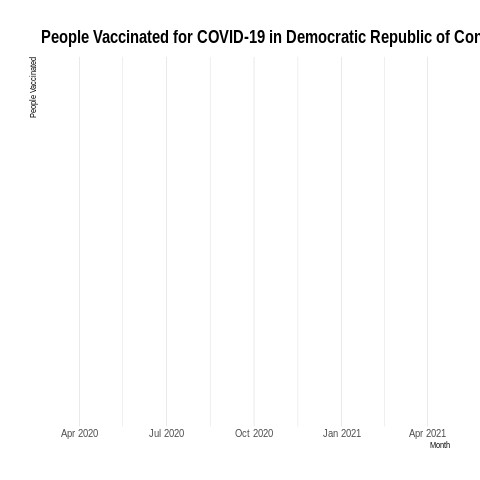 People Vaccinated for COVID-19 in Democratic Republic of Con
People Vaccinated
Apr 2020 Jul 2020 Oct 2020 Jan 2021 Apr 2021
Month